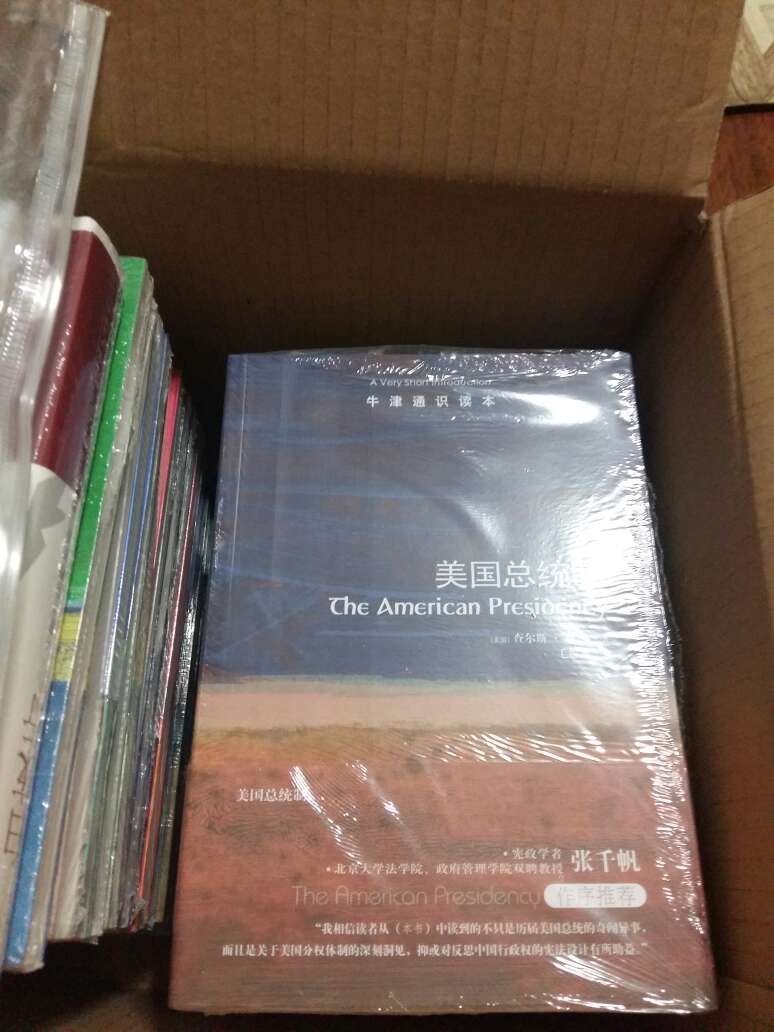 A Very Short Introduction
牛津通识读本
美国总统
The American Presidency
[美国] 查尔斯·
美国总统制
·宪政学者
·北京大学法学院、政府管理学院双聘教授 张千帆
The American Presidency 作序推荐
“我相信读者从（本书）中读到的不只是历届美国总统的奇闻异事，
而且是关于美国分权体制的深刻洞见，抑或对反思中国行政权的宪法设计有所助益。”